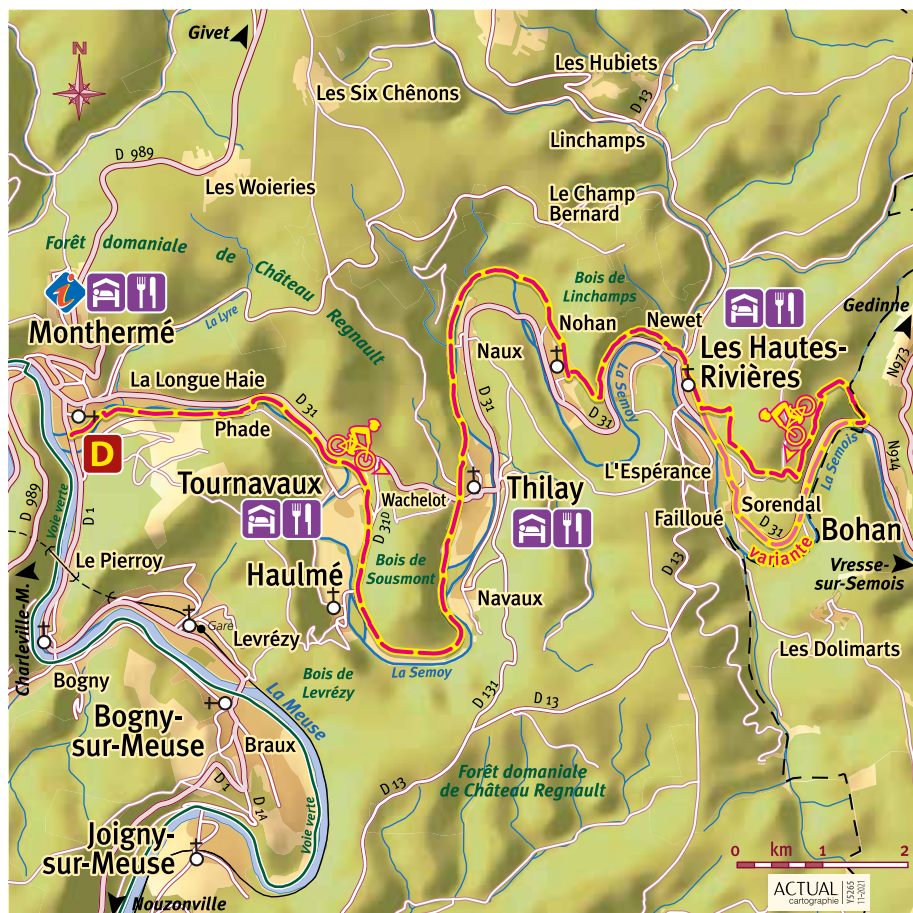 Givet
N
Les Hubiets
Les Six Chênons
D 13
Linchamps
D 989
Les Woieries
Le Champ
Bernard
Forêt domaniale
de Château
Regnault
Bois de
Linchamps
Gedinne
i
Monthermé
La Lyre
Nohan
Newet
Les Hautes-
Rivières
N973
Naux
La Longue Haie
D 31
Phade
D 31
La Semoy
D 31
D
Tournavaux
Wachelot
Thilay
L'Espérance
La Semois
N914
D 989
Voie verte
D 1
D 31D
Sorendal
Failloué
D 31
Bohan
variante
Le Pierroy
Bois de
Sousmont
Haulmé
D 13
Vresse-
sur-Semois
Charleville-M.
Gare
Navaux
Levrézy
Les Dolimarts
Bogny
Bois de
Levrézy
La Semoy
La Meuse
D 131
D 13
Bogny-
sur-Meuse
Braux
D 13
Forêt domaniale
de Château Regnault
D 1
D 1A
Voie verte
Joigny-
sur-Meuse
0 km 1 2
Nouzonville
ACTUAL
cartographie
Y5265
11-2021